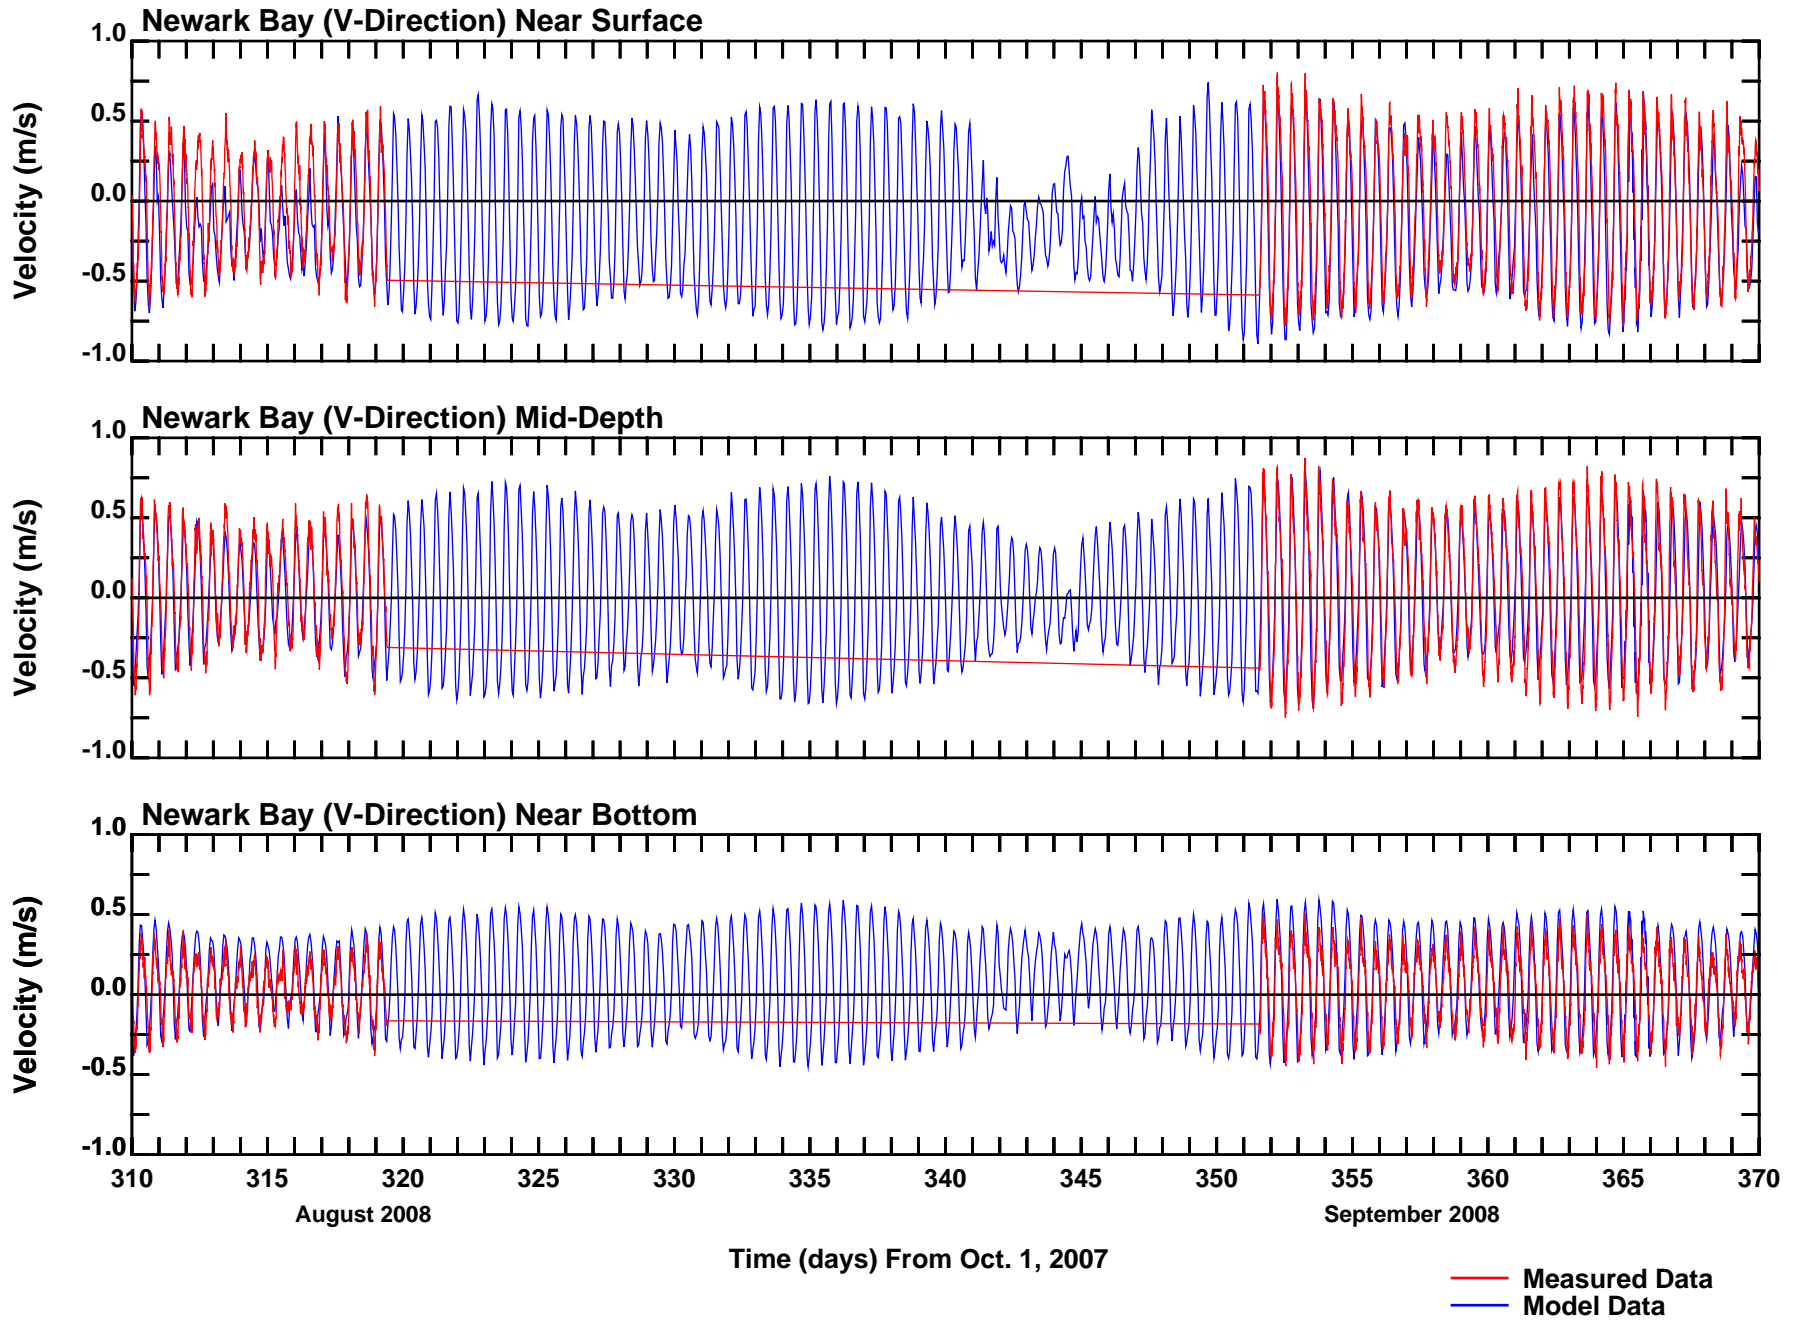 Newark Bay (V-Direction) Near Surface
1.0
0.5
0.0
-0.5
-1.0
Velocity (m/s)
Newark Bay (V-Direction) Mid-Depth
1.0
0.5
0.0
-0.5
-1.0
Velocity (m/s)
Newark Bay (V-Direction) Near Bottom
1.0
0.5
0.0
-0.5
-1.0
Velocity (m/s)
310 315 320 325 330 335 340 345 350 355 360 365 370
August 2008 September 2008
Time (days) From Oct. 1, 2007
Measured Data
Model Data